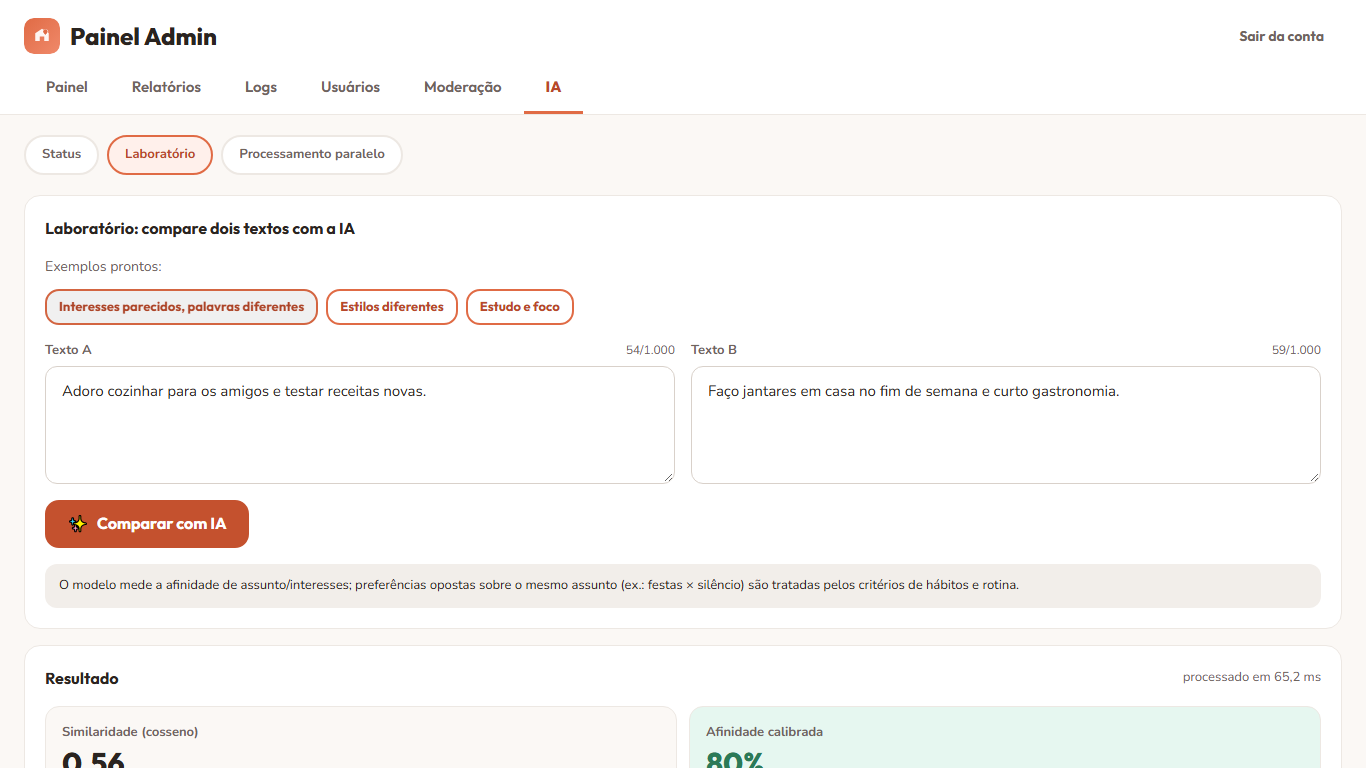 Painel Admin
Sair da conta
Painel
Relatórios
Logs
Usuários
Moderação
IA
Status
Laboratório
Processamento paralelo
Laboratório: compare dois textos com a IA
Exemplos prontos:
Interesses parecidos, palavras diferentes
Estilos diferentes
Estudo e foco
Texto A
54/1.000
Texto B
59/1.000
Adoro cozinhar para os amigos e testar receitas novas.
Faço jantares em casa no fim de semana e curto gastronomia.
Comparar com IA
O modelo mede a afinidade de assunto/interesses; preferências opostas sobre o mesmo assunto (ex.: festas × silêncio) são tratadas pelos critérios de hábitos e rotina.
Resultado
processado em 65,2 ms
Similaridade (cosseno)
0,56
Afinidade calibrada
80%